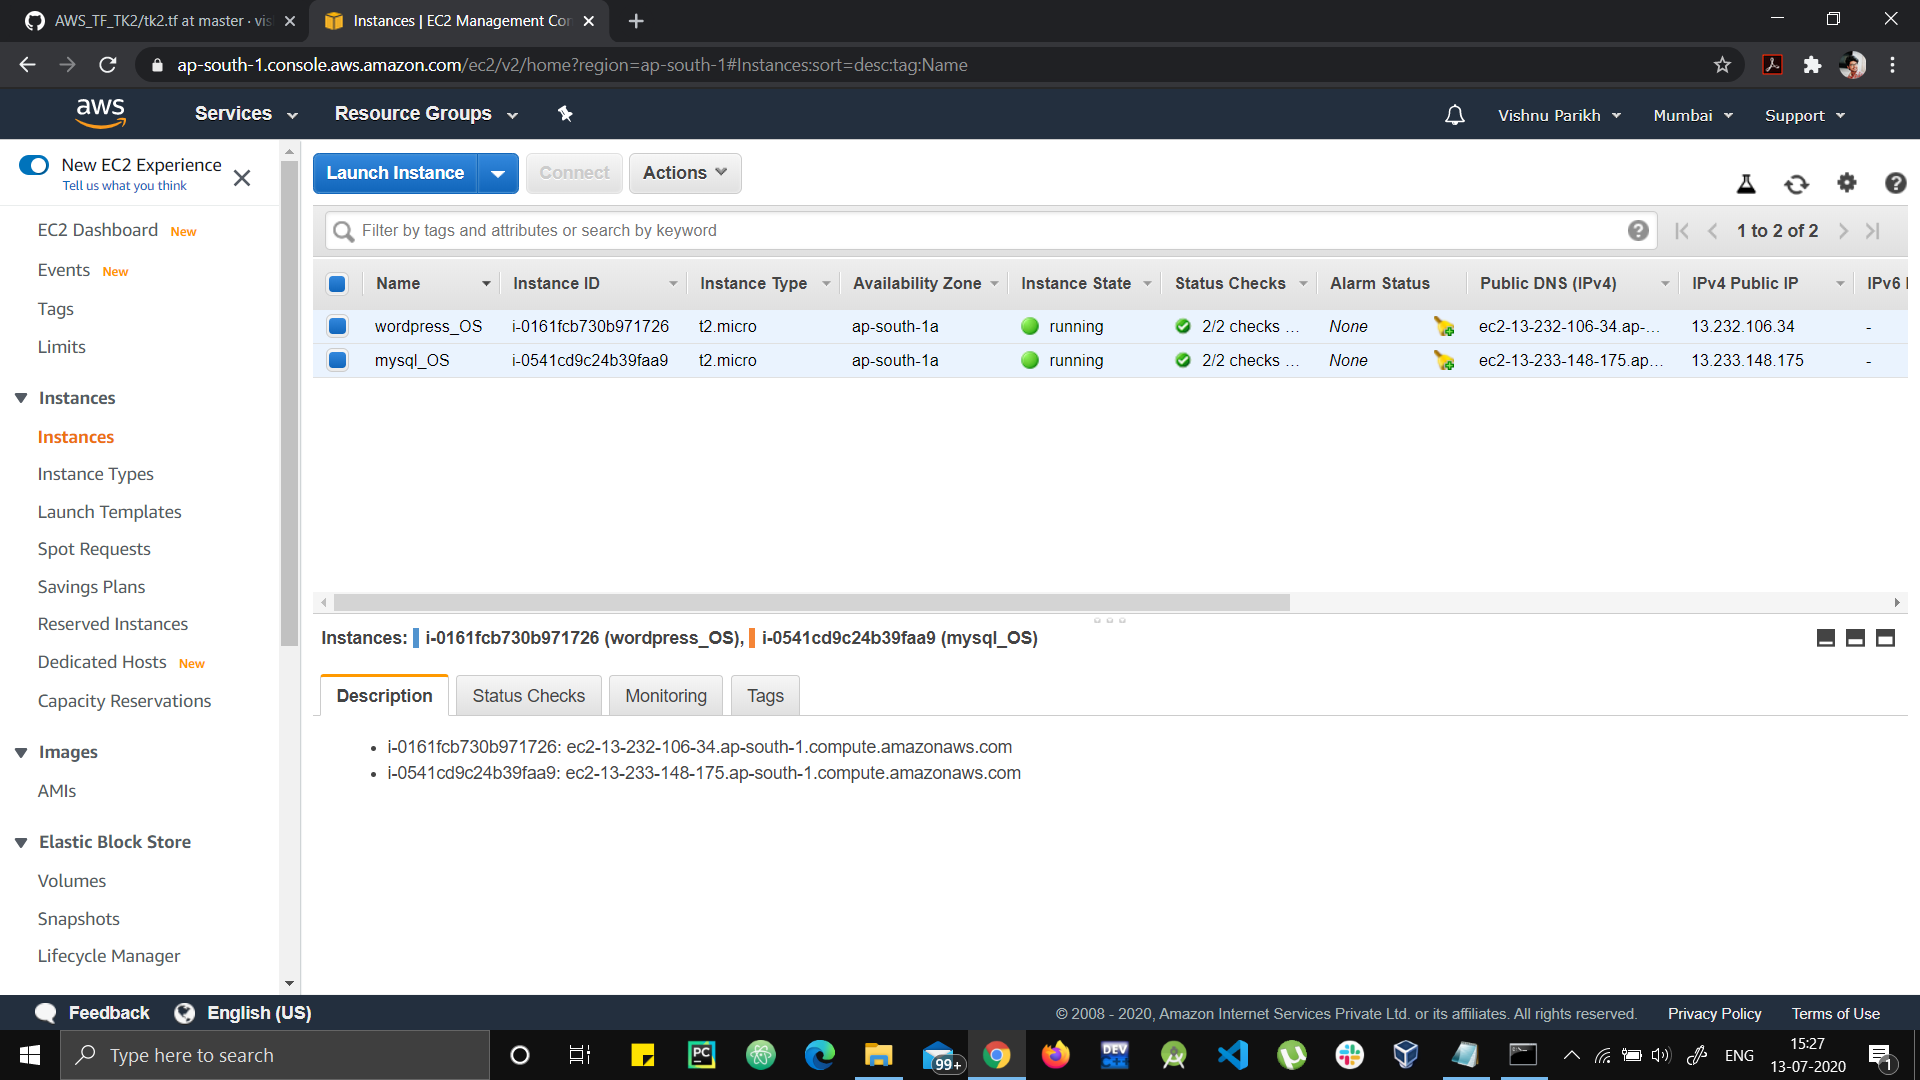 AWS_TF_TK2/tk2.tf at master · vis
Instances | EC2 Management Con
ap-south-1.console.aws.amazon.com/ec2/v2/home?region=ap-south-1#Instances:sort=desc:tag:Name
aws
Services
Resource Groups
Vishnu Parikh
Mumbai
Support
New EC2 Experience
Tell us what you think
Launch Instance
Connect
Actions
EC2 Dashboard New
Filter by tags and attributes or search by keyword
1 to 2 of 2
Events New
Name
Instance ID
Instance Type
Availability Zone
Instance State
Status Checks
Alarm Status
Public DNS (IPv4)
IPv4 Public IP
IPv6
wordpress_OS i-0161fcb730b971726 t2.micro ap-south-1a running 2/2 checks ... None ec2-13-232-106-34.ap-... 13.232.106.34 -
mysql_OS i-0541cd9c24b39faa9 t2.micro ap-south-1a running 2/2 checks ... None ec2-13-233-148-175.ap... 13.233.148.175 -
Tags
Limits
Instances
Instances
Instance Types
Launch Templates
Spot Requests
Savings Plans
Reserved Instances
Dedicated Hosts New
Capacity Reservations
Images
AMIs
Elastic Block Store
Volumes
Snapshots
Lifecycle Manager
Instances: i-0161fcb730b971726 (wordpress_OS), i-0541cd9c24b39faa9 (mysql_OS)
Description
Status Checks
Monitoring
Tags
• i-0161fcb730b971726: ec2-13-232-106-34.ap-south-1.compute.amazonaws.com
• i-0541cd9c24b39faa9: ec2-13-233-148-175.ap-south-1.compute.amazonaws.com
Feedback
English (US)
© 2008 - 2020, Amazon Internet Services Private Ltd. or its affiliates. All rights reserved.
Privacy Policy
Terms of Use
Type here to search
PC
99+
DEV
C++
ENG
15:27
13-07-2020
1